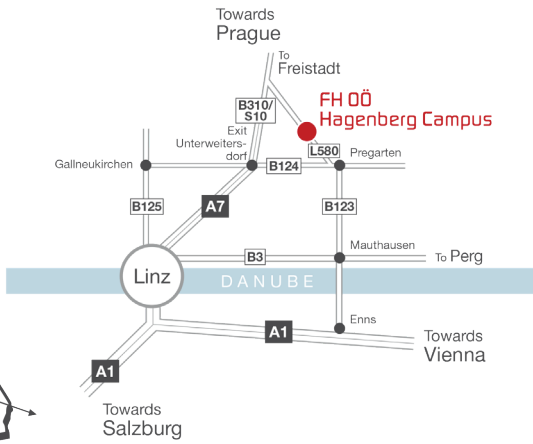 Towards
Prague
To
Freistadt
B310/
S10
FH OÖ
Hagenberg Campus
Exit
Unterweiters-
dorf
L580
Pregarten
Gallneukirchen
B124
B125
A7
B123
Mauthausen
B3
To Perg
Linz
DANUBE
Enns
A1
Towards
Vienna
A1
Towards
Salzburg